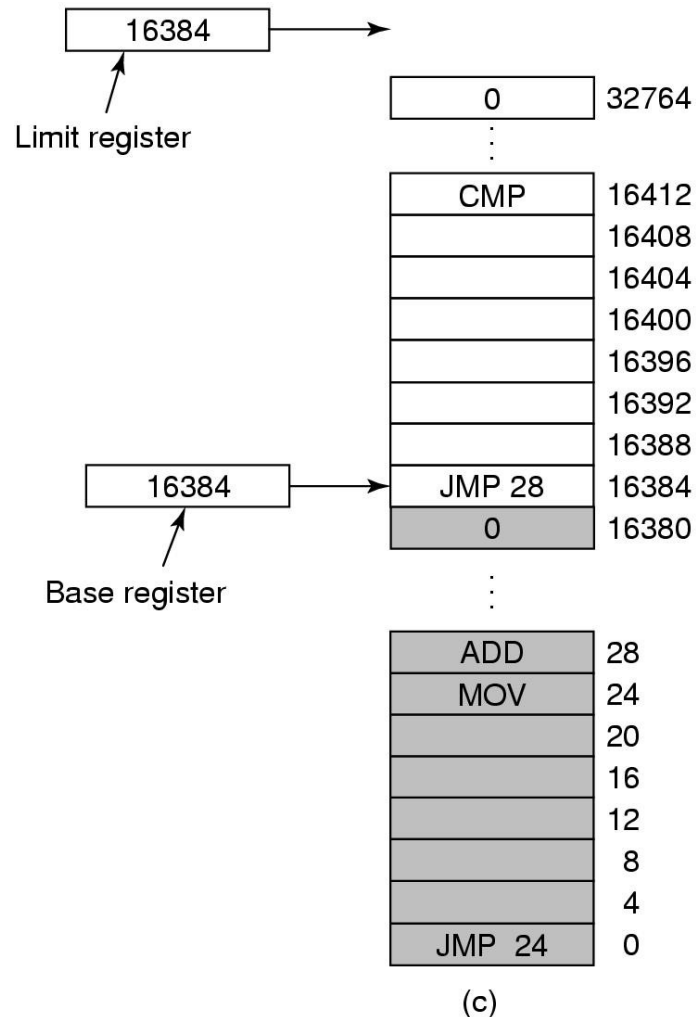 16384
Limit register
0 32764
CMP 16412
16408
16404
16400
16396
16392
16388
16384 JMP 28 16384
0 16380
Base register
ADD 28
MOV 24
20
16
12
8
4
JMP 24 0
(c)